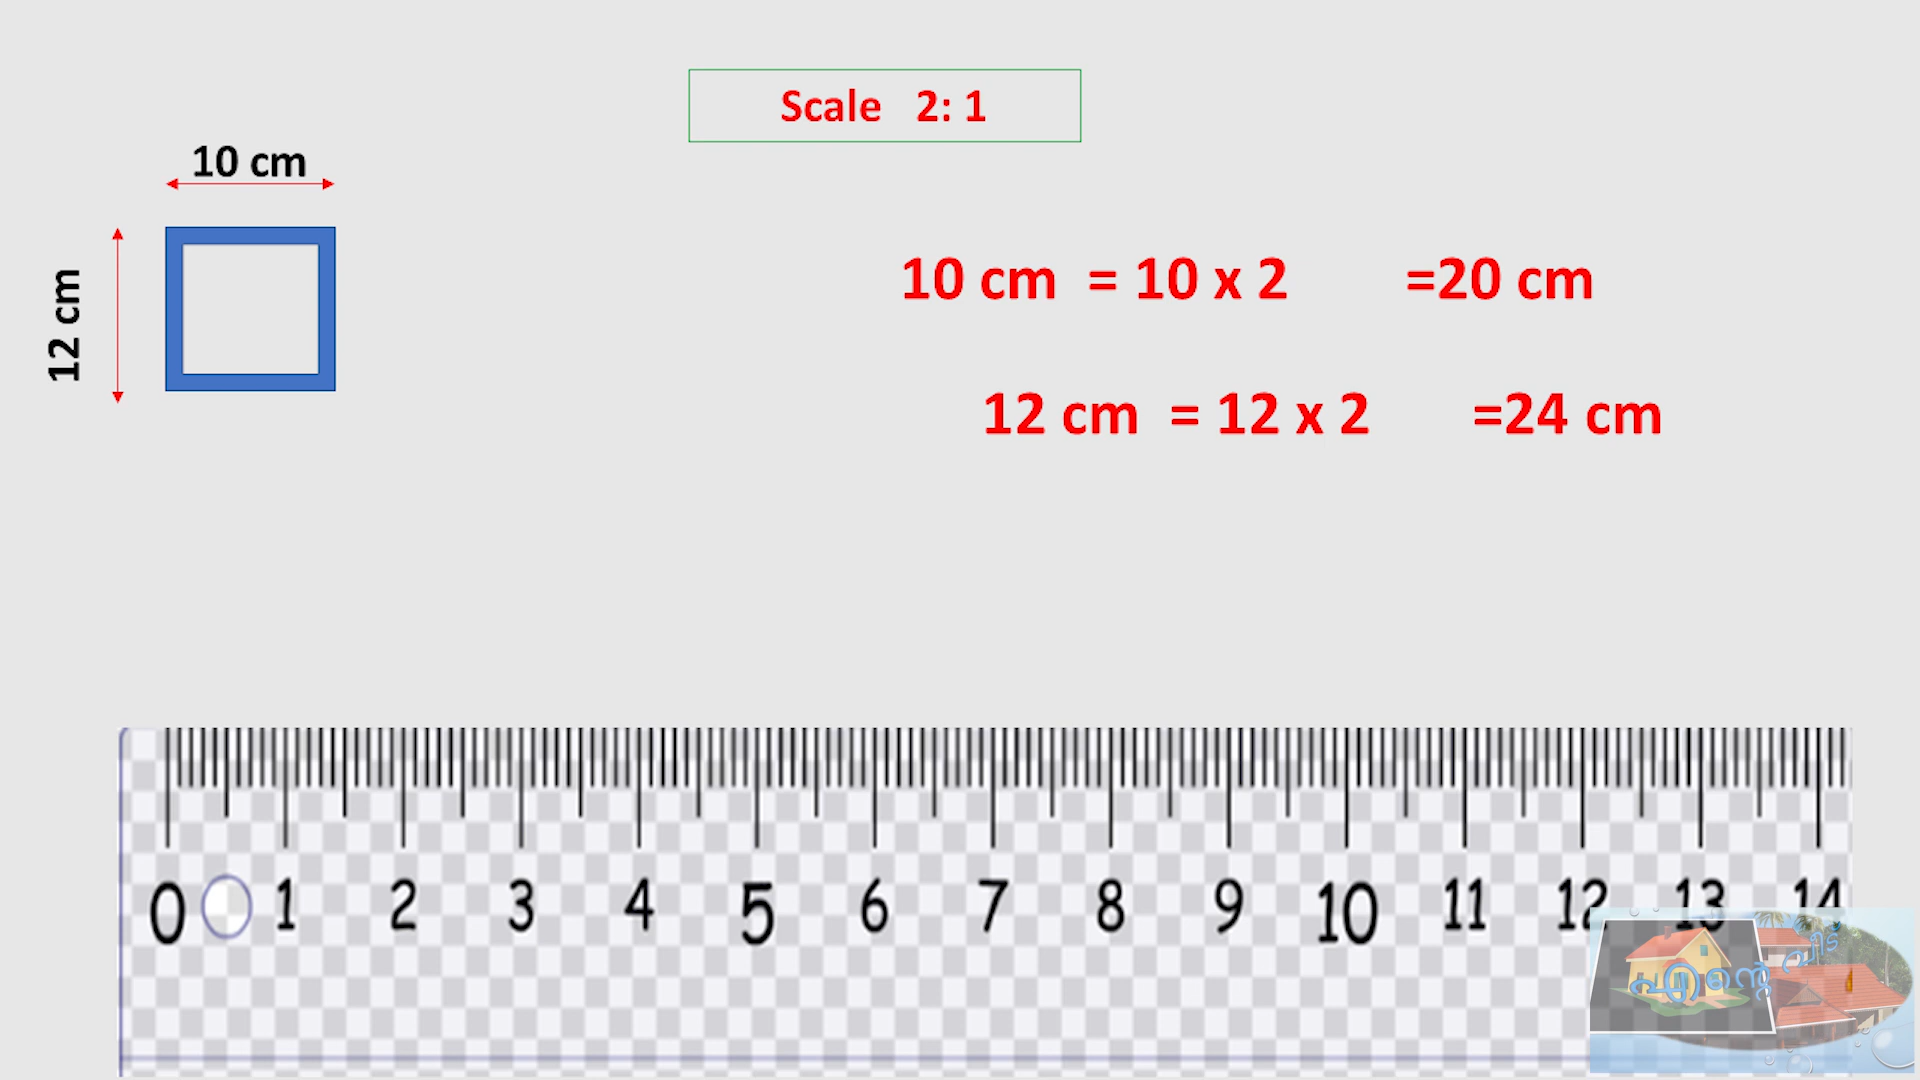 Scale 2: 1
10 cm
12 cm
10 cm = 10 x 2 =20 cm
12 cm = 12 x 2 =24 cm
0 1 2 3 4 5 6 7 8 9 10 11 12 13 14
എന്റെ വീട്